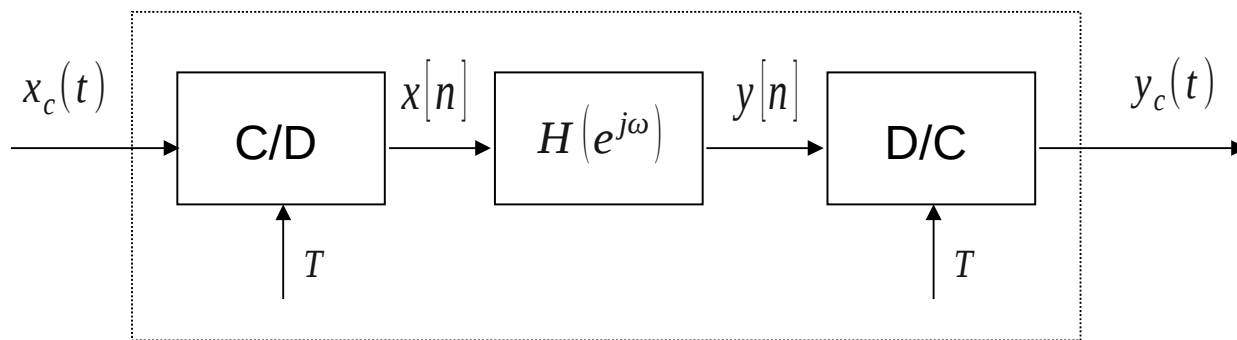 x_c(t)
C/D
x[n]
H(e^{jω})
y[n]
D/C
y_c(t)
T
T